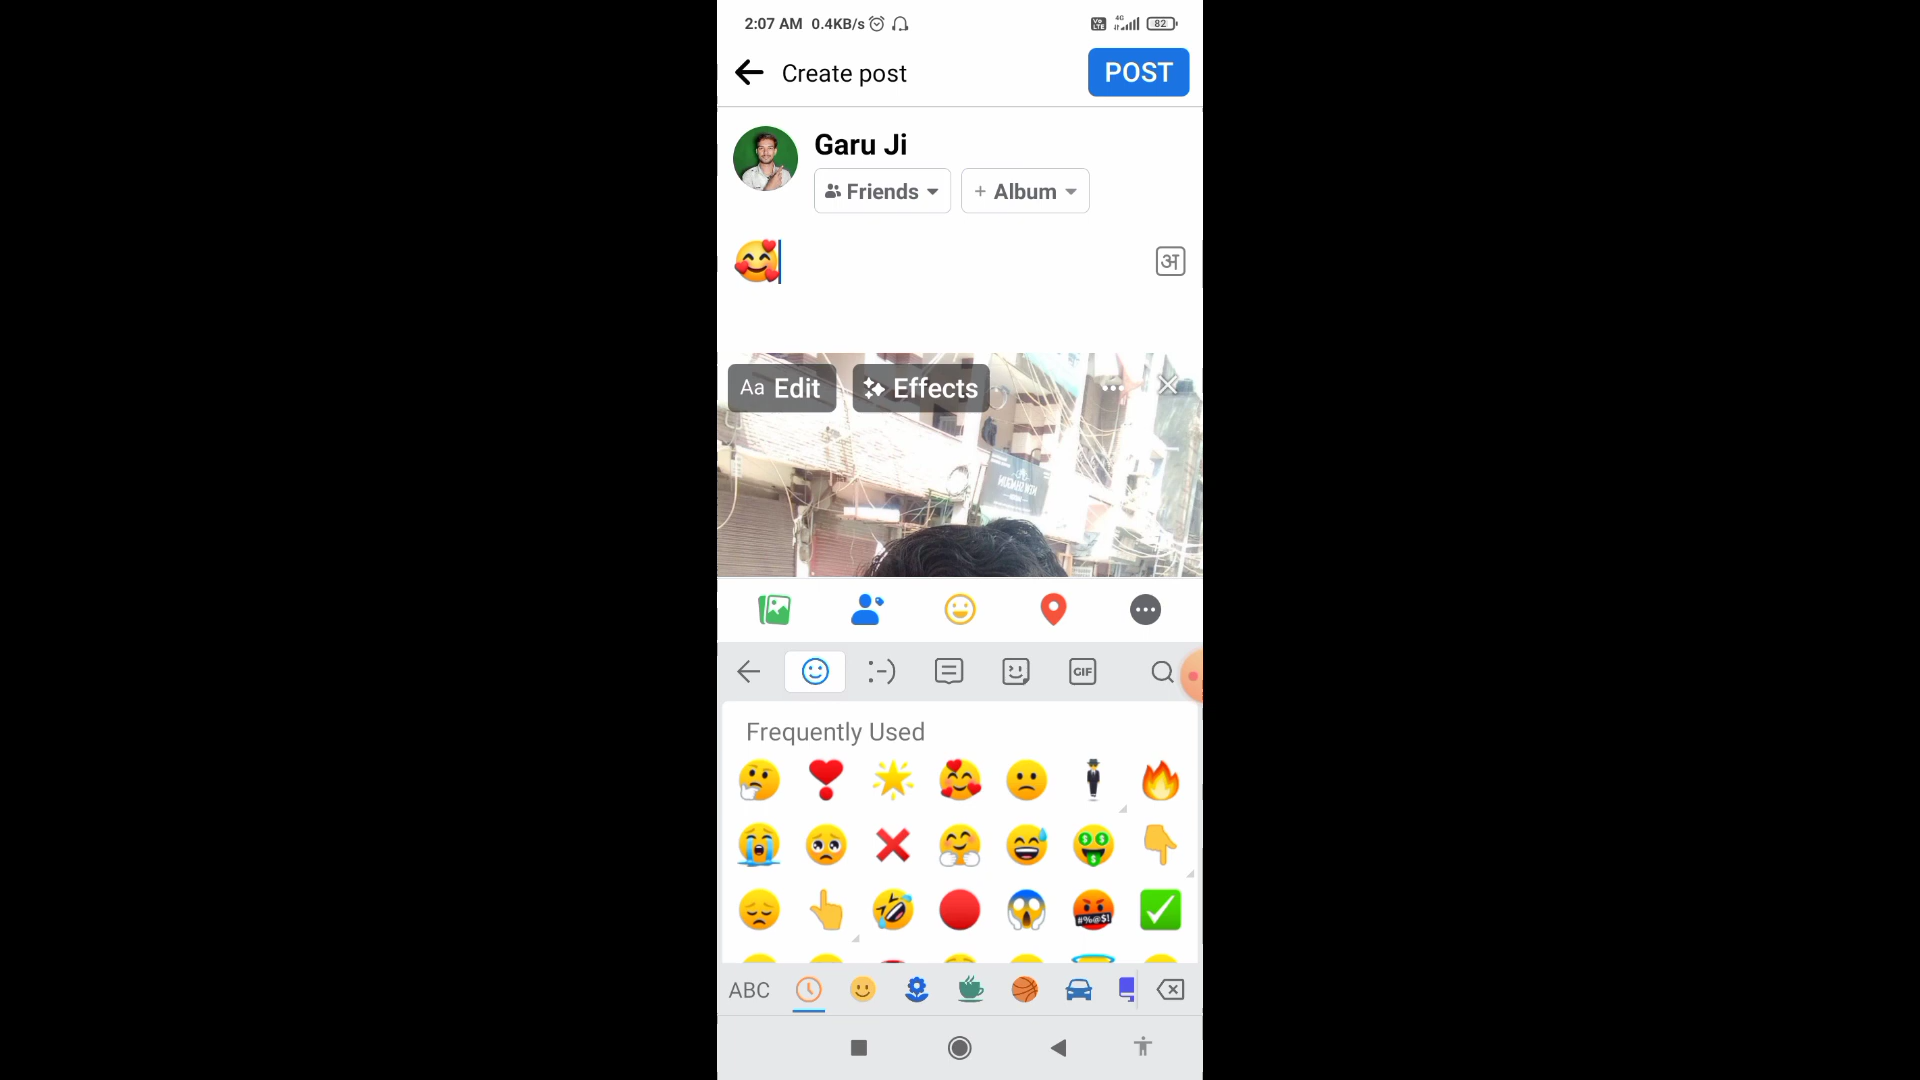 2:07 AM 0.4KB/s 4G 82
Create post
POST
Garu Ji
Friends
+ Album
अ
Aa Edit
Effects
GIF
Frequently Used
#%@$!
ABC